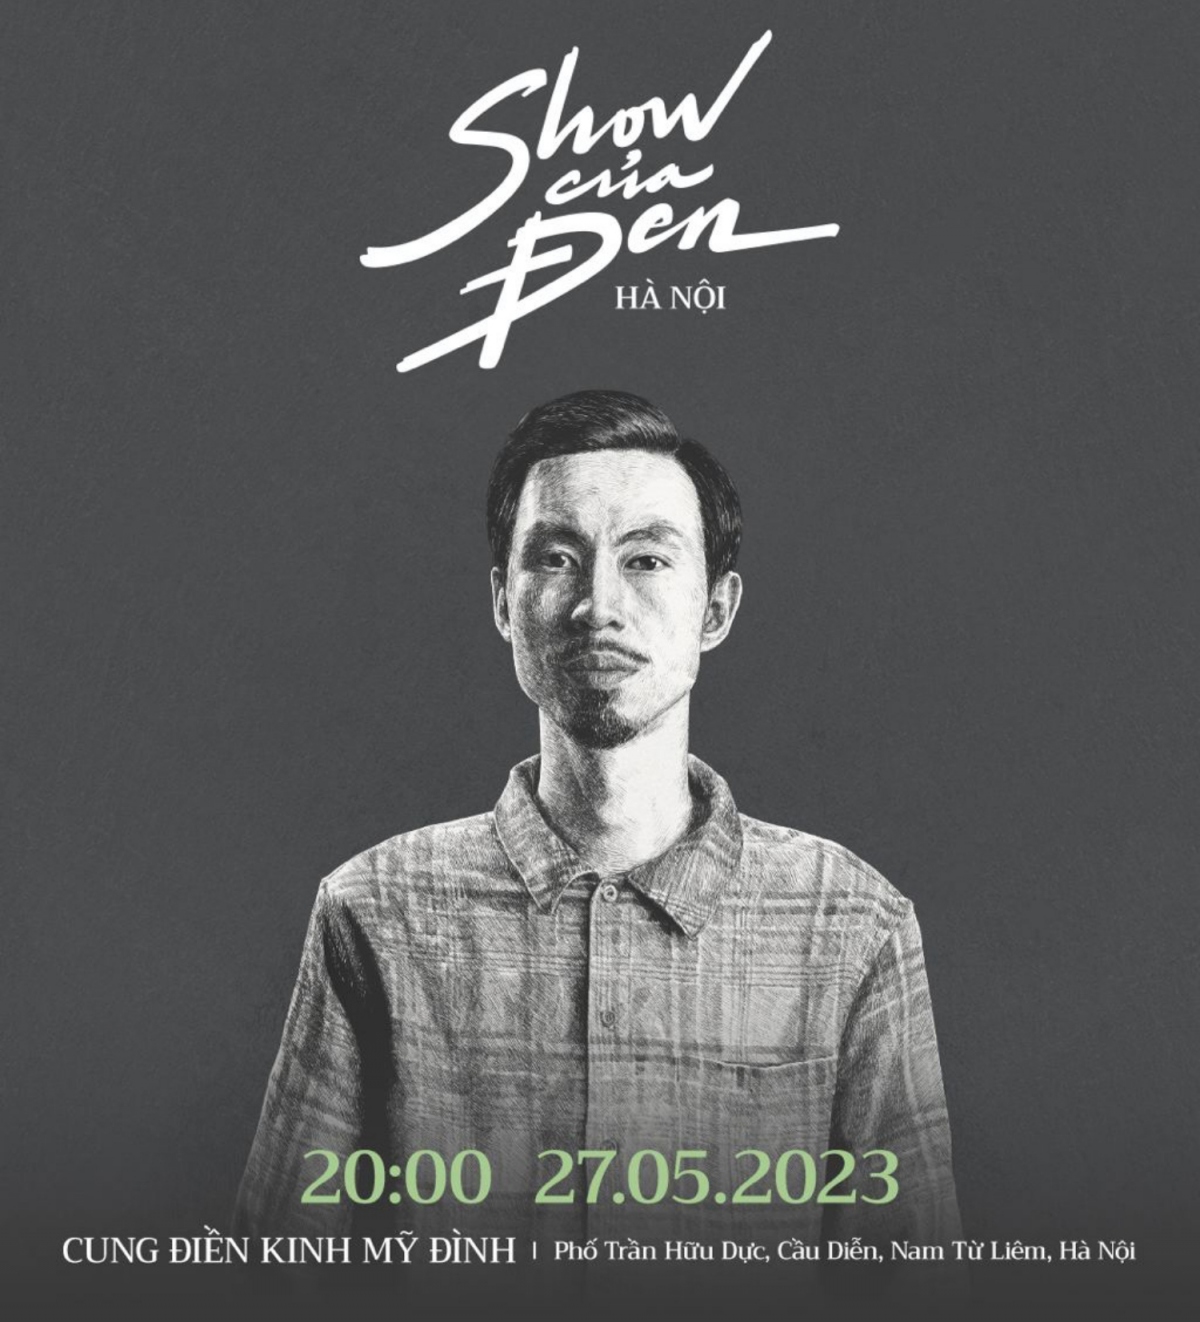 Show
của
Đen
HÀ NỘI
20:00 27.05.2023
CUNG ĐIỀN KINH MỸ ĐÌNH | Phố Trần Hữu Dực, Cầu Diễn, Nam Từ Liêm, Hà Nội